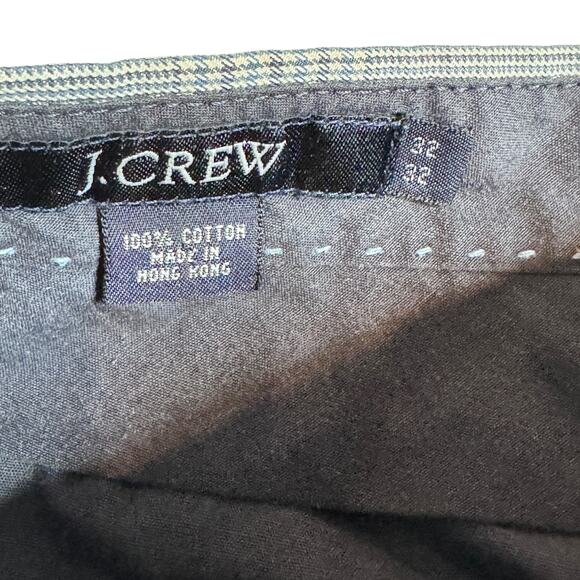 J.CREW
32
32
100% COTTON
MADE IN
HONG KONG